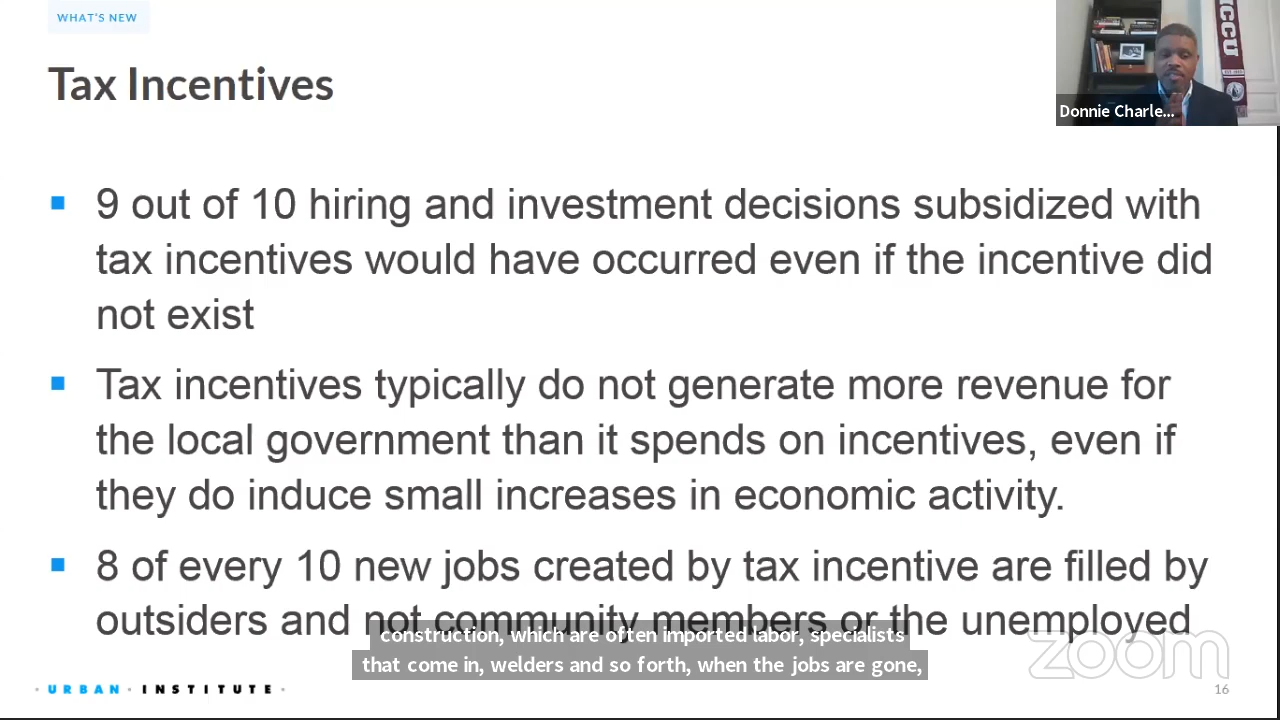 WHAT'S NEW
Tax Incentives
Donnie Charle...
9 out of 10 hiring and investment decisions subsidized with
tax incentives would have occurred even if the incentive did
not exist
Tax incentives typically do not generate more revenue for
the local government than it spends on incentives, even if
they do induce small increases in economic activity.
8 of every 10 new jobs created by tax incentive are filled by
outsiders and not community members or the unemployed
construction, which are often imported labor, specialists
that come in, welders and so forth, when the jobs are gone,
zoom
· URBAN · INSTITUTE ·
16